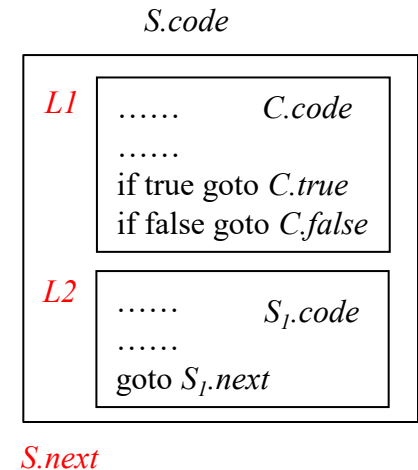 S.code
L1 …… C.code
……
if true goto C.true
if false goto C.false
L2 …… S₁.code
……
goto S₁.next
S.next